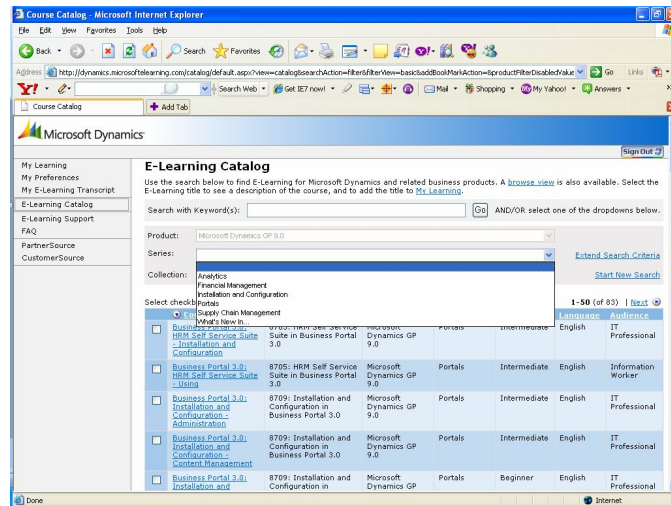 Course Catalog - Microsoft Internet Explorer
File Edit View Favorites Tools Help
Back Search Favorites
Address http://dynamics.microsoftelearning.com/catalog/default.aspx?view=catalog&searchAction=filter&filterView=basic&addBookMarkAction=&productFilterDisabledValue Go Links
Y! Search Web Get IE7 now! Mail Shopping My Yahoo! Answers
Course Catalog Add Tab
Microsoft Dynamics
Sign Out
My Learning
My Preferences
My E-Learning Transcript
E-Learning Catalog
E-Learning Support
FAQ
PartnerSource
CustomerSource
E-Learning Catalog
Use the search below to find E-Learning for Microsoft Dynamics and related business products. A browse view is also available. Select the
E-Learning title to see a description of the course, and to add the title to My Learning.
Search with Keyword(s): Go AND/OR select one of the dropdowns below.
Product: Microsoft Dynamics GP 9.0
Series: Extend Search Criteria
Collection: Start New Search
Analytics
Financial Management
Installation and Configuration
Portals
Supply Chain Management
What's New In...
Select checkb 1-50 (of 83) | Next
Language Audience
Business Portal 3.0: HRM Self Service Suite - Installation and Configuration
8705: HRM Self Service Suite in Business Portal 3.0
Microsoft Dynamics GP 9.0
Portals Intermediate English IT Professional
Business Portal 3.0: HRM Self Service Suite - Using
8705: HRM Self Service Suite in Business Portal 3.0
Microsoft Dynamics GP 9.0
Portals Intermediate English Information Worker
Business Portal 3.0: Installation and Configuration - Administration
8709: Installation and Configuration in Business Portal 3.0
Microsoft Dynamics GP 9.0
Portals Intermediate English IT Professional
Business Portal 3.0: Installation and Configuration - Content Management
8709: Installation and Configuration in Business Portal 3.0
Microsoft Dynamics GP 9.0
Portals Intermediate English IT Professional
Business Portal 3.0: Installation and
8709: Installation and Configuration in
Microsoft Dynamics GP
Portals Beginner English IT Professional
Done Internet